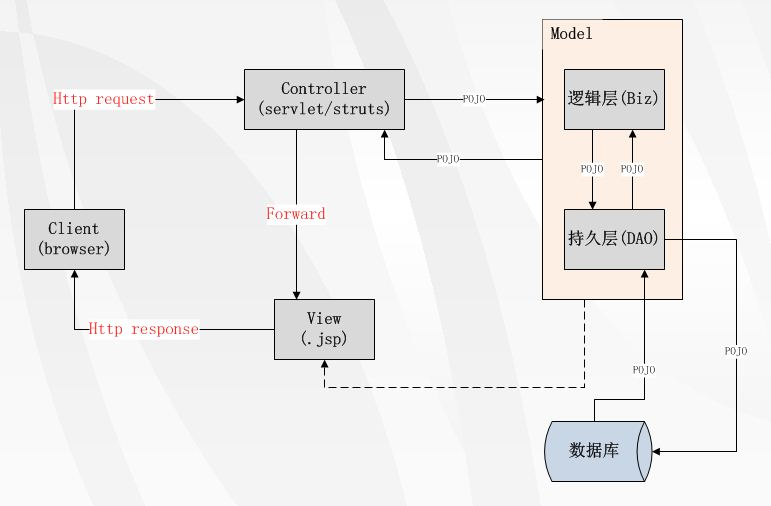 Model
Controller
(servlet/struts)
逻辑层(Biz)
Http request
POJO
POJO
POJO
POJO
Client
(browser)
Forward
持久层(DAO)
View
(.jsp)
Http response
POJO
POJO
数据库